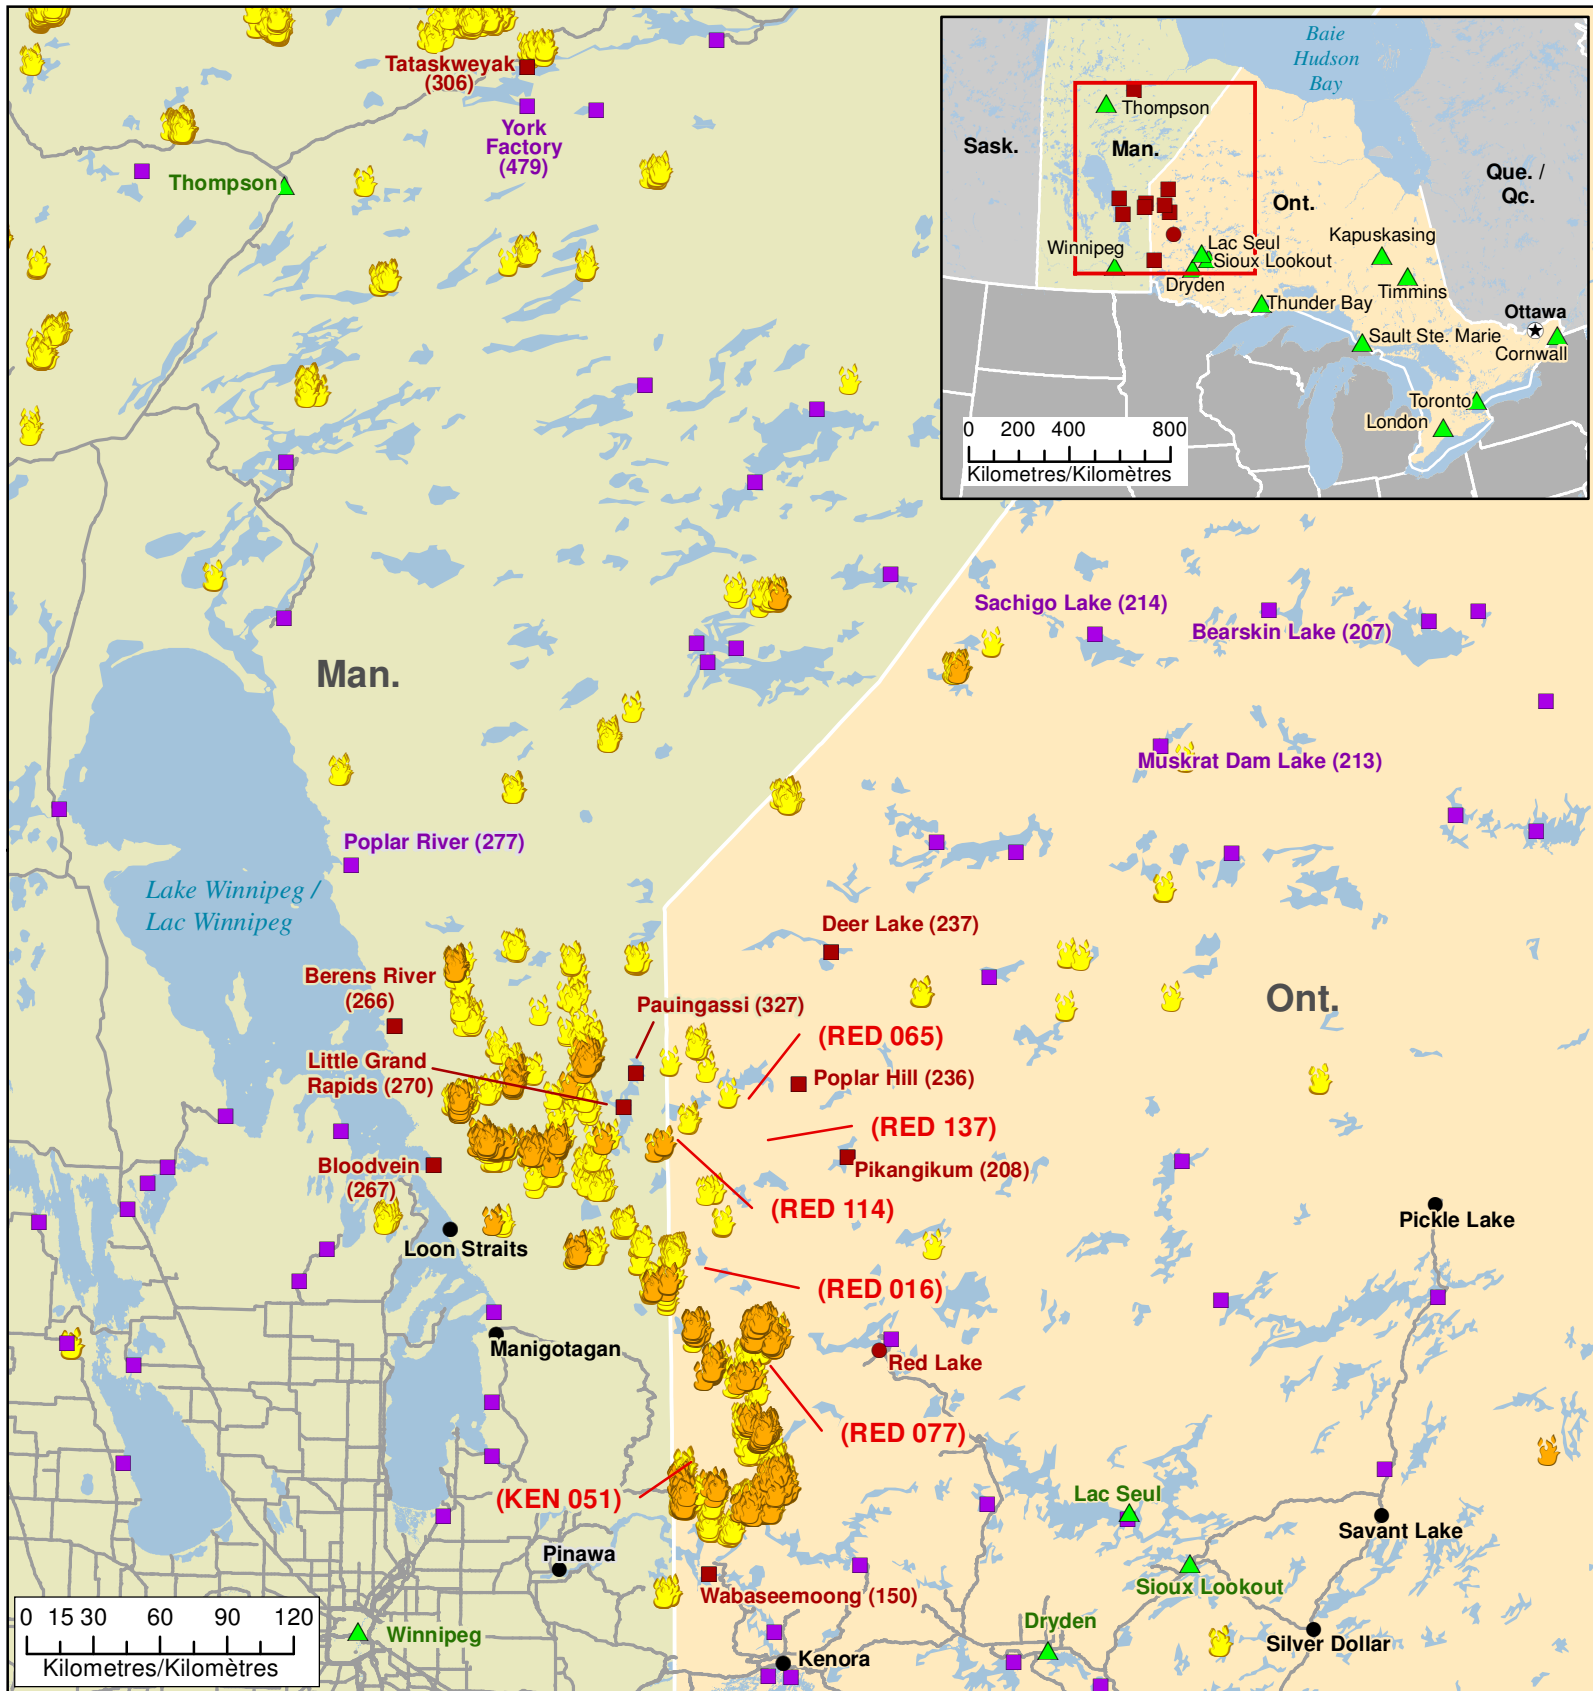 Tataskweyak
(306)
York
Factory
(479)
Thompson
Baie
Hudson
Bay
Thompson
Sask.
Man.
Que. /
Qc.
Ont.
Winnipeg
Lac Seul
Sioux Lookout
Dryden
Kapuskasing
Timmins
Thunder Bay
Ottawa
Sault Ste. Marie
Cornwall
Toronto
London
0 200 400 800
Kilometres/Kilomètres
Sachigo Lake (214)
Bearskin Lake (207)
Man.
Muskrat Dam Lake (213)
Poplar River (277)
Lake Winnipeg /
Lac Winnipeg
Deer Lake (237)
Berens River
(266)
Pauingassi (327)
Ont.
(RED 065)
Little Grand
Rapids (270)
Poplar Hill (236)
(RED 137)
Bloodvein
(267)
Pikangikum (208)
(RED 114)
Pickle Lake
Loon Straits
(RED 016)
Manigotagan
Red Lake
(RED 077)
(KEN 051)
Lac Seul
Savant Lake
Pinawa
Sioux Lookout
Wabaseemoong (150)
0 15 30 60 90 120
Kilometres/Kilomètres
Winnipeg
Dryden
Silver Dollar
Kenora